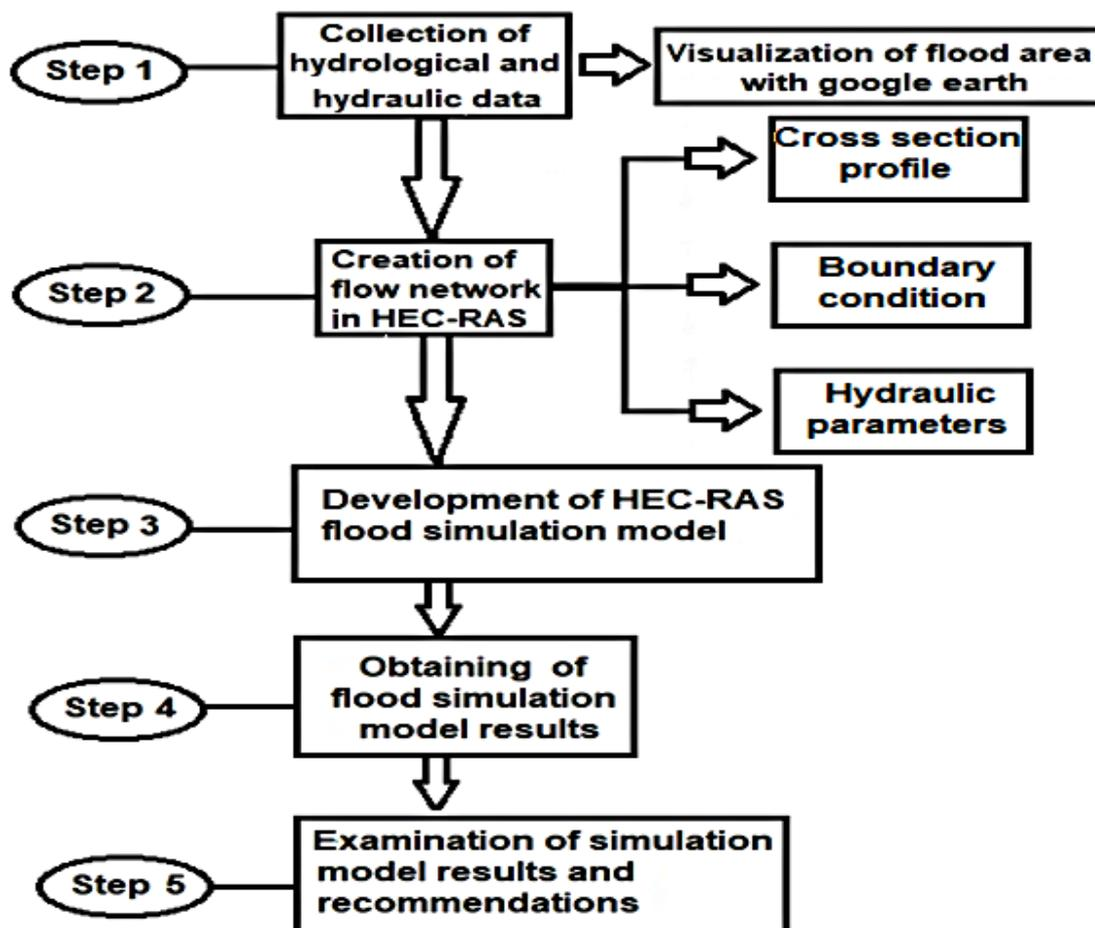 Step 1
Collection of
hydrological and
hydraulic data
Visualization of flood area
with google earth
Cross section
profile
Step 2
Creation of
flow network
in HEC-RAS
Boundary
condition
Hydraulic
parameters
Step 3
Development of HEC-RAS
flood simulation model
Step 4
Obtaining of
flood simulation
model results
Step 5
Examination of simulation
model results and
recommendations